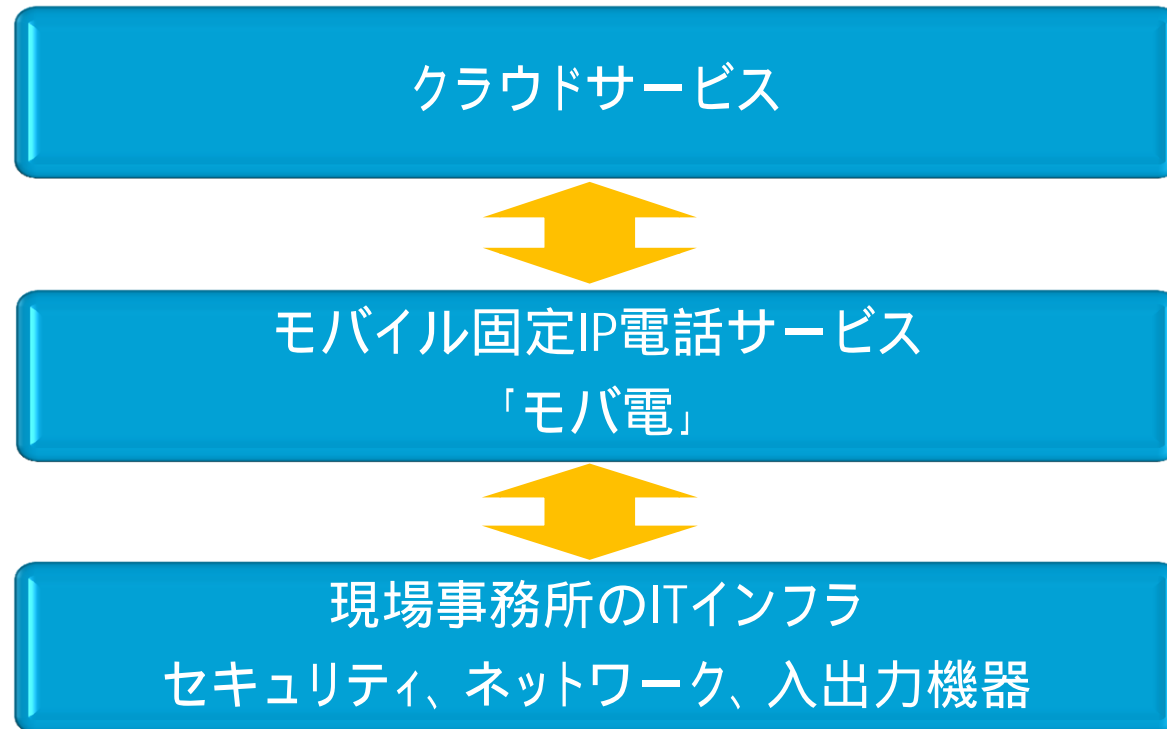 クラウドサービス
モバイル固定IP電話サービス
「モバ電」
現場事務所のITインフラ
セキュリティ、ネットワーク、入出力機器